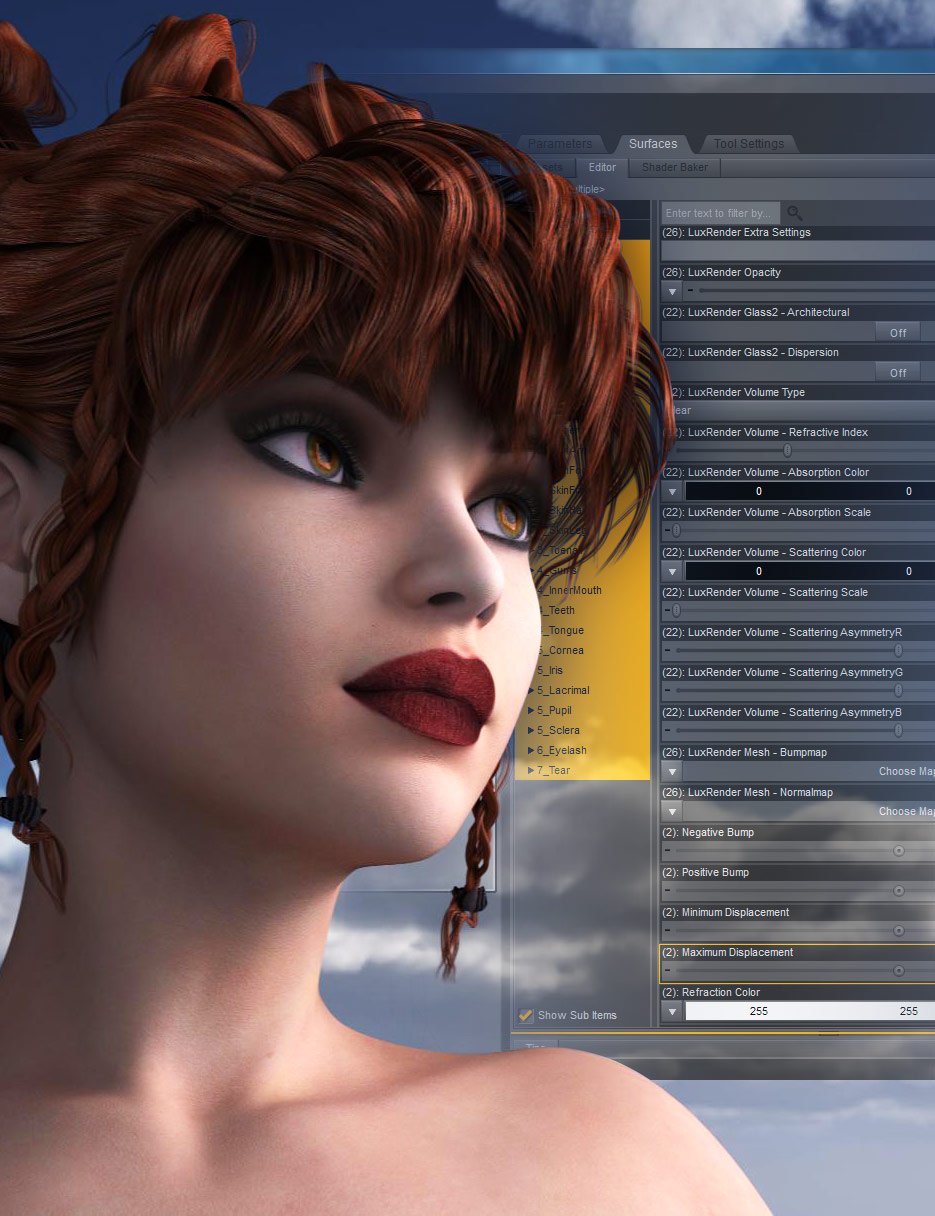 Parameters Surfaces Tool Settings
Editor Shader Baker
Enter text to filter by...
(26): LuxRender Extra Settings
(26): LuxRender Opacity
(22): LuxRender Glass2 - Architectural
Off
(22): LuxRender Glass2 - Dispersion
Off
LuxRender Volume Type
LuxRender Volume - Refractive Index
(22): LuxRender Volume - Absorption Color
0 0
(22): LuxRender Volume - Absorption Scale
(22): LuxRender Volume - Scattering Color
0 0
(22): LuxRender Volume - Scattering Scale
(22): LuxRender Volume - Scattering AsymmetryR
(22): LuxRender Volume - Scattering AsymmetryG
(22): LuxRender Volume - Scattering AsymmetryB
(26): LuxRender Mesh - Bumpmap
Choose Map
(26): LuxRender Mesh - Normalmap
Choose Map
(2): Negative Bump
(2): Positive Bump
(2): Minimum Displacement
(2): Maximum Displacement
(2): Refraction Color
255 255
4_InnerMouth
Teeth
Tongue
Cornea
5_Iris
5_Lacrimal
5_Pupil
5_Sclera
6_Eyelash
7_Tear
Show Sub Items